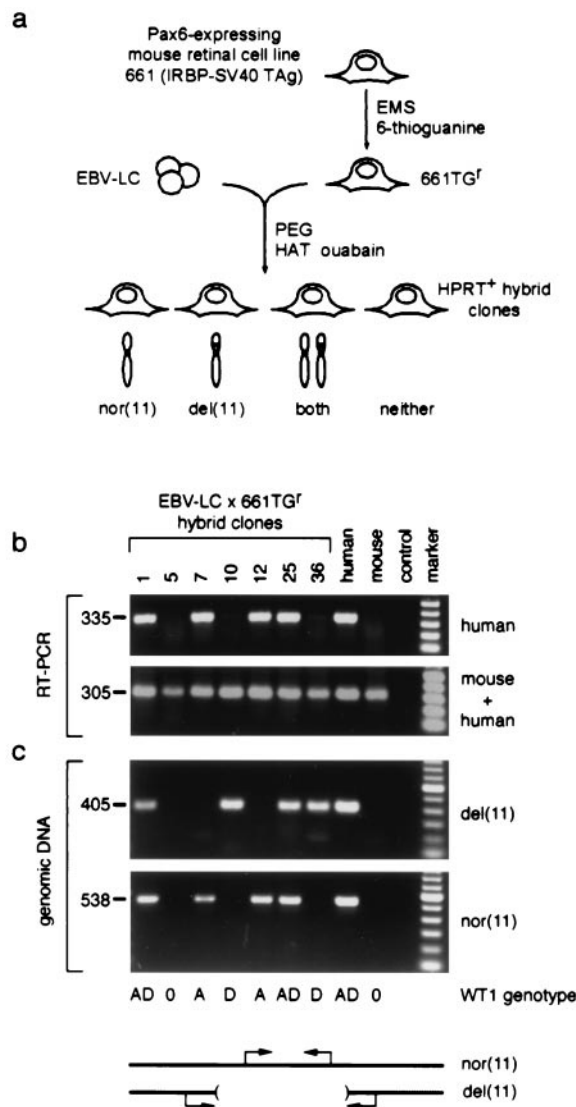 a
Pax6-expressing
mouse retinal cell line
661 (IRBP-SV40 TAg)
EMS
6-thioguanine
EBV-LC
661TGʳ
PEG
HAT ouabain
HPRT⁺ hybrid
clones
nor(11) del(11) both neither
EBV-LC x 661TGʳ
hybrid clones
b
1 5 7 10 12 25 36 human mouse control marker
RT-PCR
335
human
305
mouse
+
human
c
genomic DNA
405
del(11)
538
nor(11)
AD 0 A D A AD D AD 0 WT1 genotype
nor(11)
del(11)